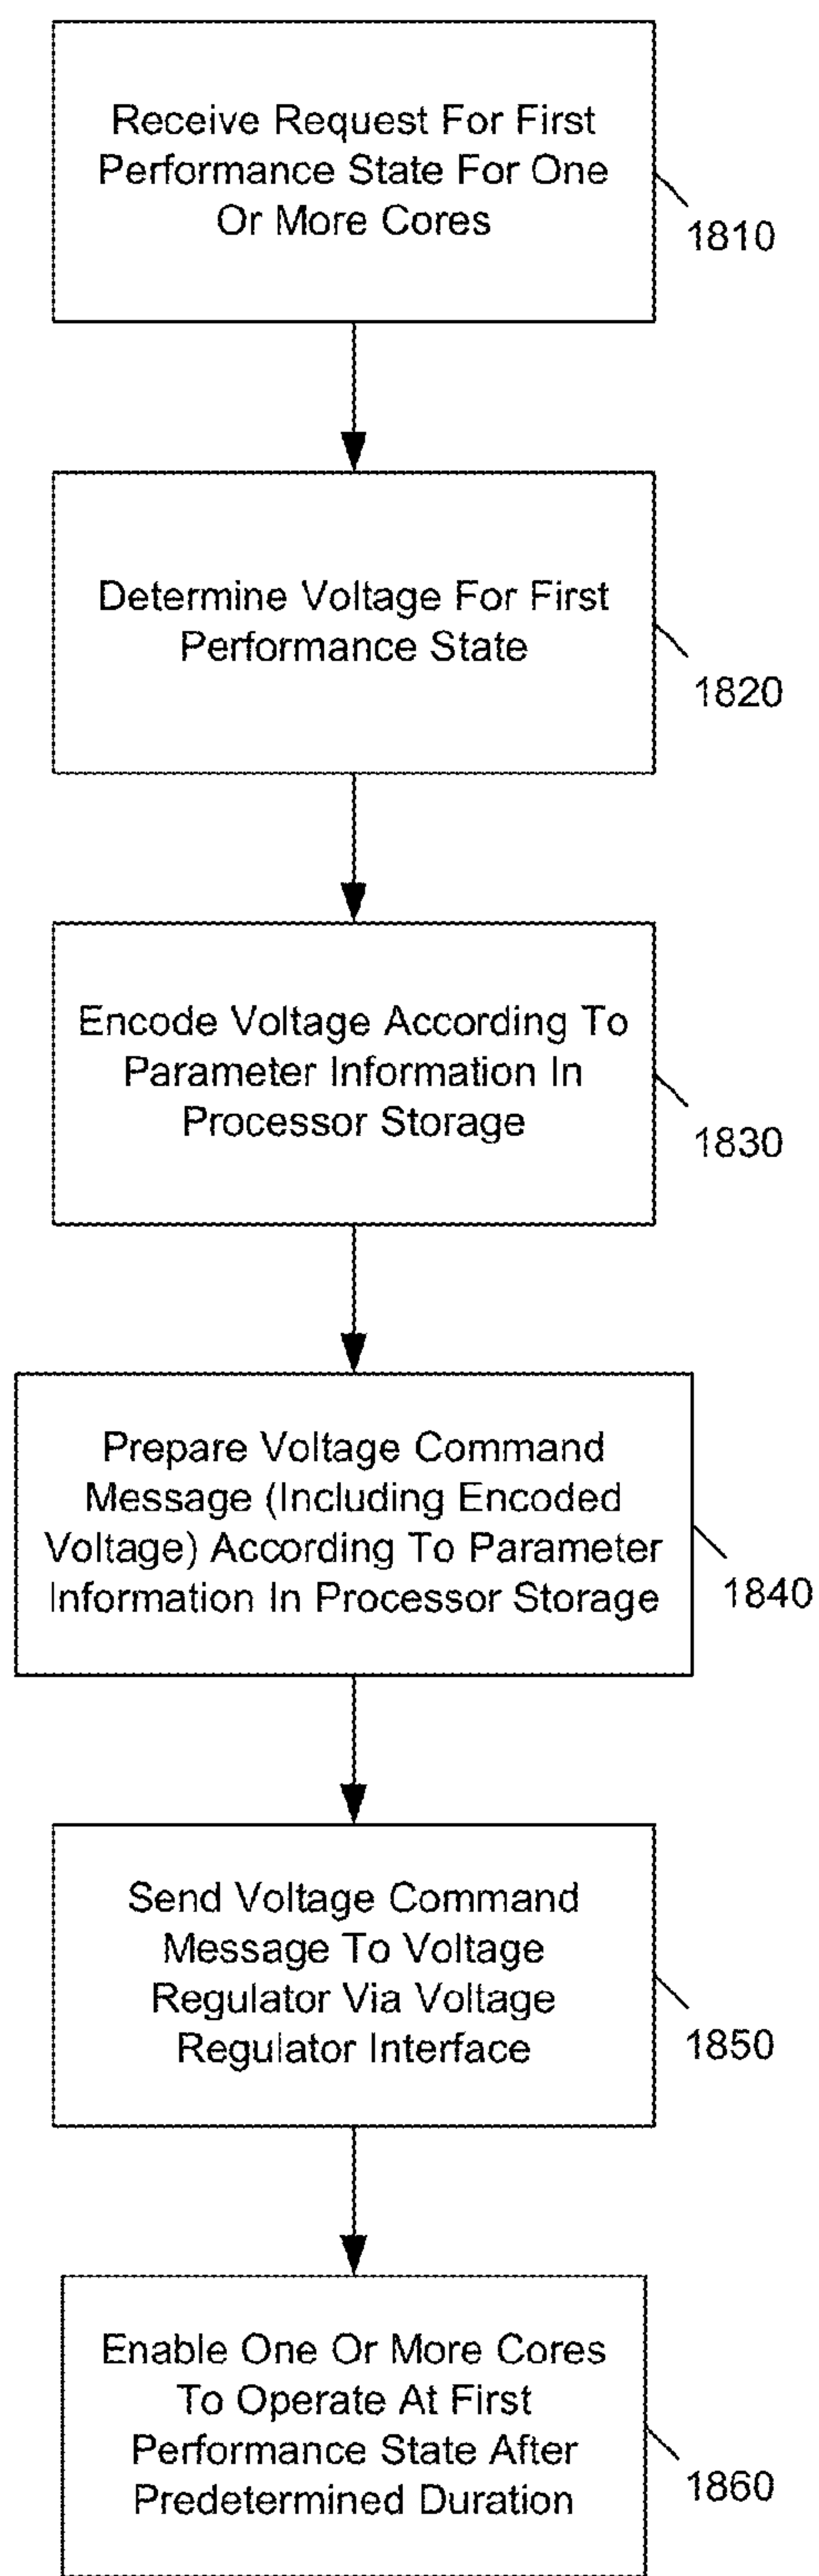 Receive Request For First
Performance State For One
Or More Cores
1810
Determine Voltage For First
Performance State
1820
Encode Voltage According To
Parameter Information In
Processor Storage
1830
Prepare Voltage Command
Message (Including Encoded
Voltage) According To Parameter
Information In Processor Storage
1840
Send Voltage Command
Message To Voltage
Regulator Via Voltage
Regulator Interface
1850
Enable One Or More Cores
To Operate At First
Performance State After
Predetermined Duration
1860